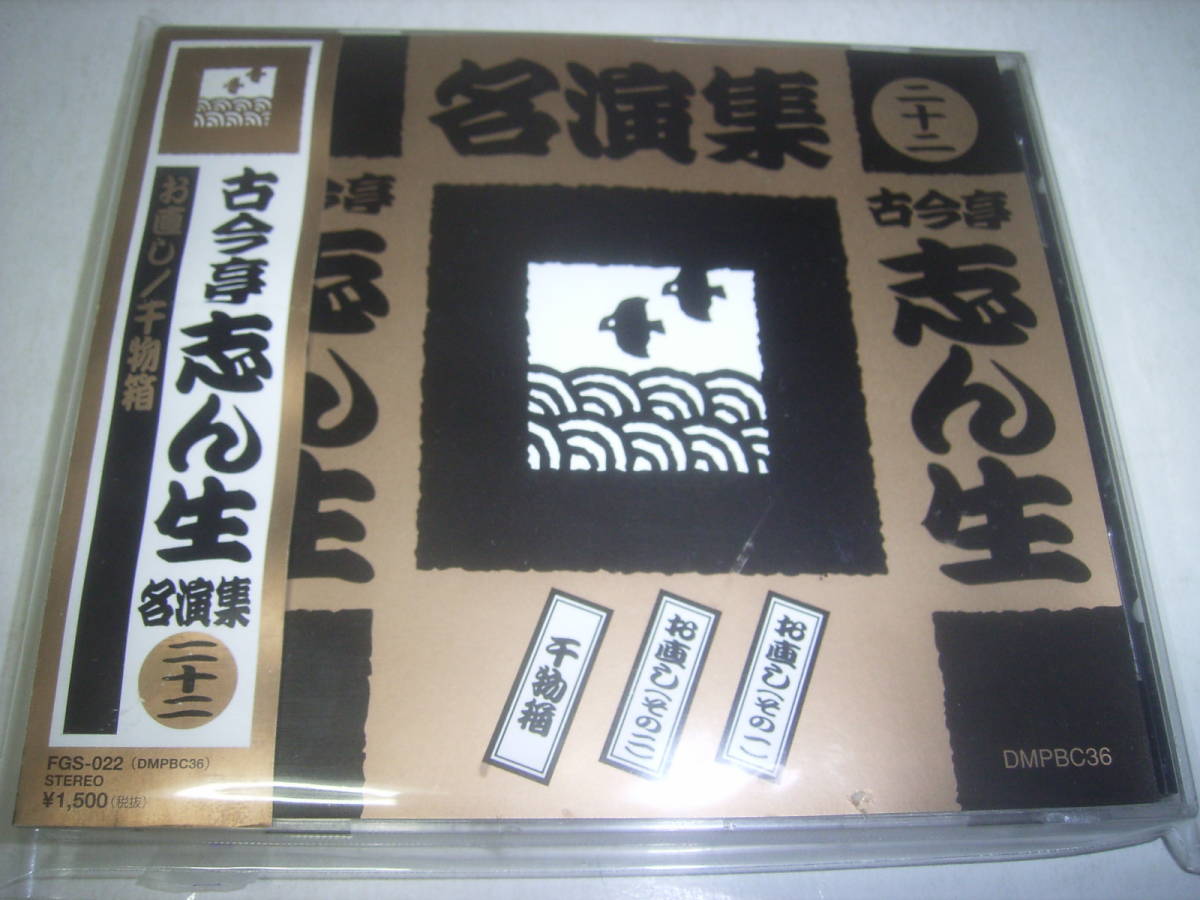 古今亭
志ん生
名演集
二十二
お直し/干物箱
FGS-022 (DMPBC36)
STEREO
¥1,500 (税抜)
名演集
二十二
古今亭
志ん生
今亭
志ん生
お直し(その一)
お直し(その二)
干物箱
DMPBC36